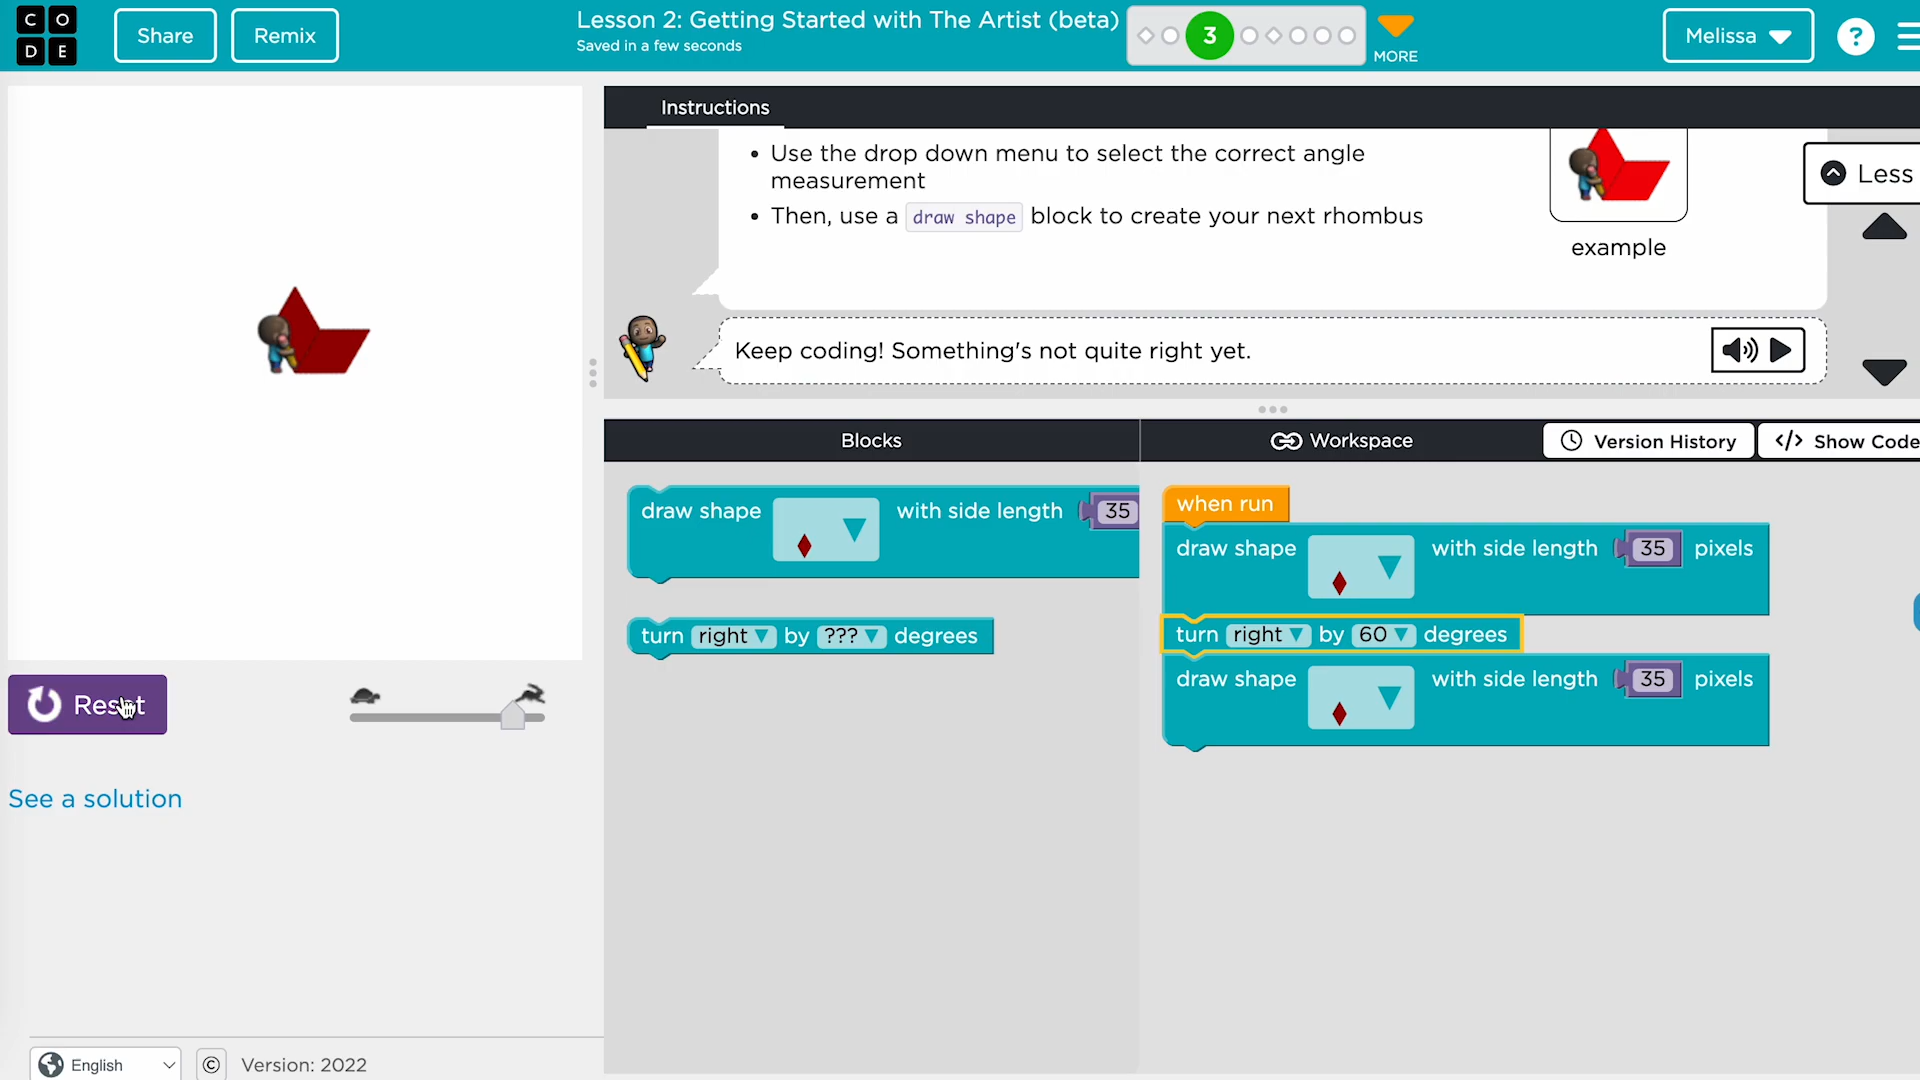 C O
D E
Share
Remix
Lesson 2: Getting Started with The Artist (beta)
Saved in a few seconds
3
MORE
Melissa
?
Instructions
• Use the drop down menu to select the correct angle
measurement
• Then, use a draw shape block to create your next rhombus
example
Less
Keep coding! Something's not quite right yet.
Blocks
Workspace
Version History
</> Show Code
draw shape with side length 35
turn right by ??? degrees
when run
draw shape with side length 35 pixels
turn right by 60 degrees
draw shape with side length 35 pixels
Reset
See a solution
English
©
Version: 2022